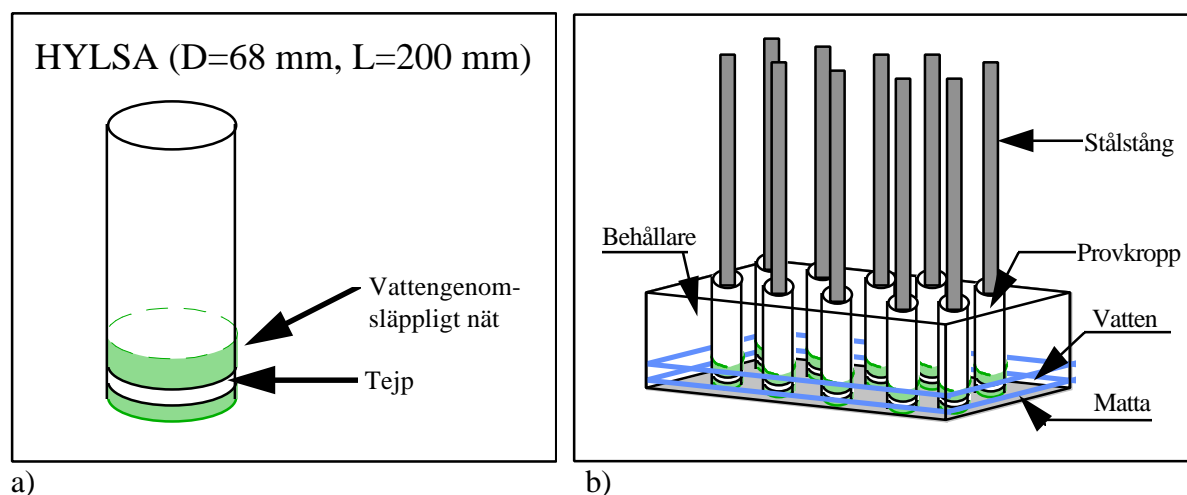 HYLSA (D=68 mm, L=200 mm)
Vattengenom-
släppligt nät
Tejp
a)
Stålstång
Behållare
Provkropp
Vatten
Matta
b)